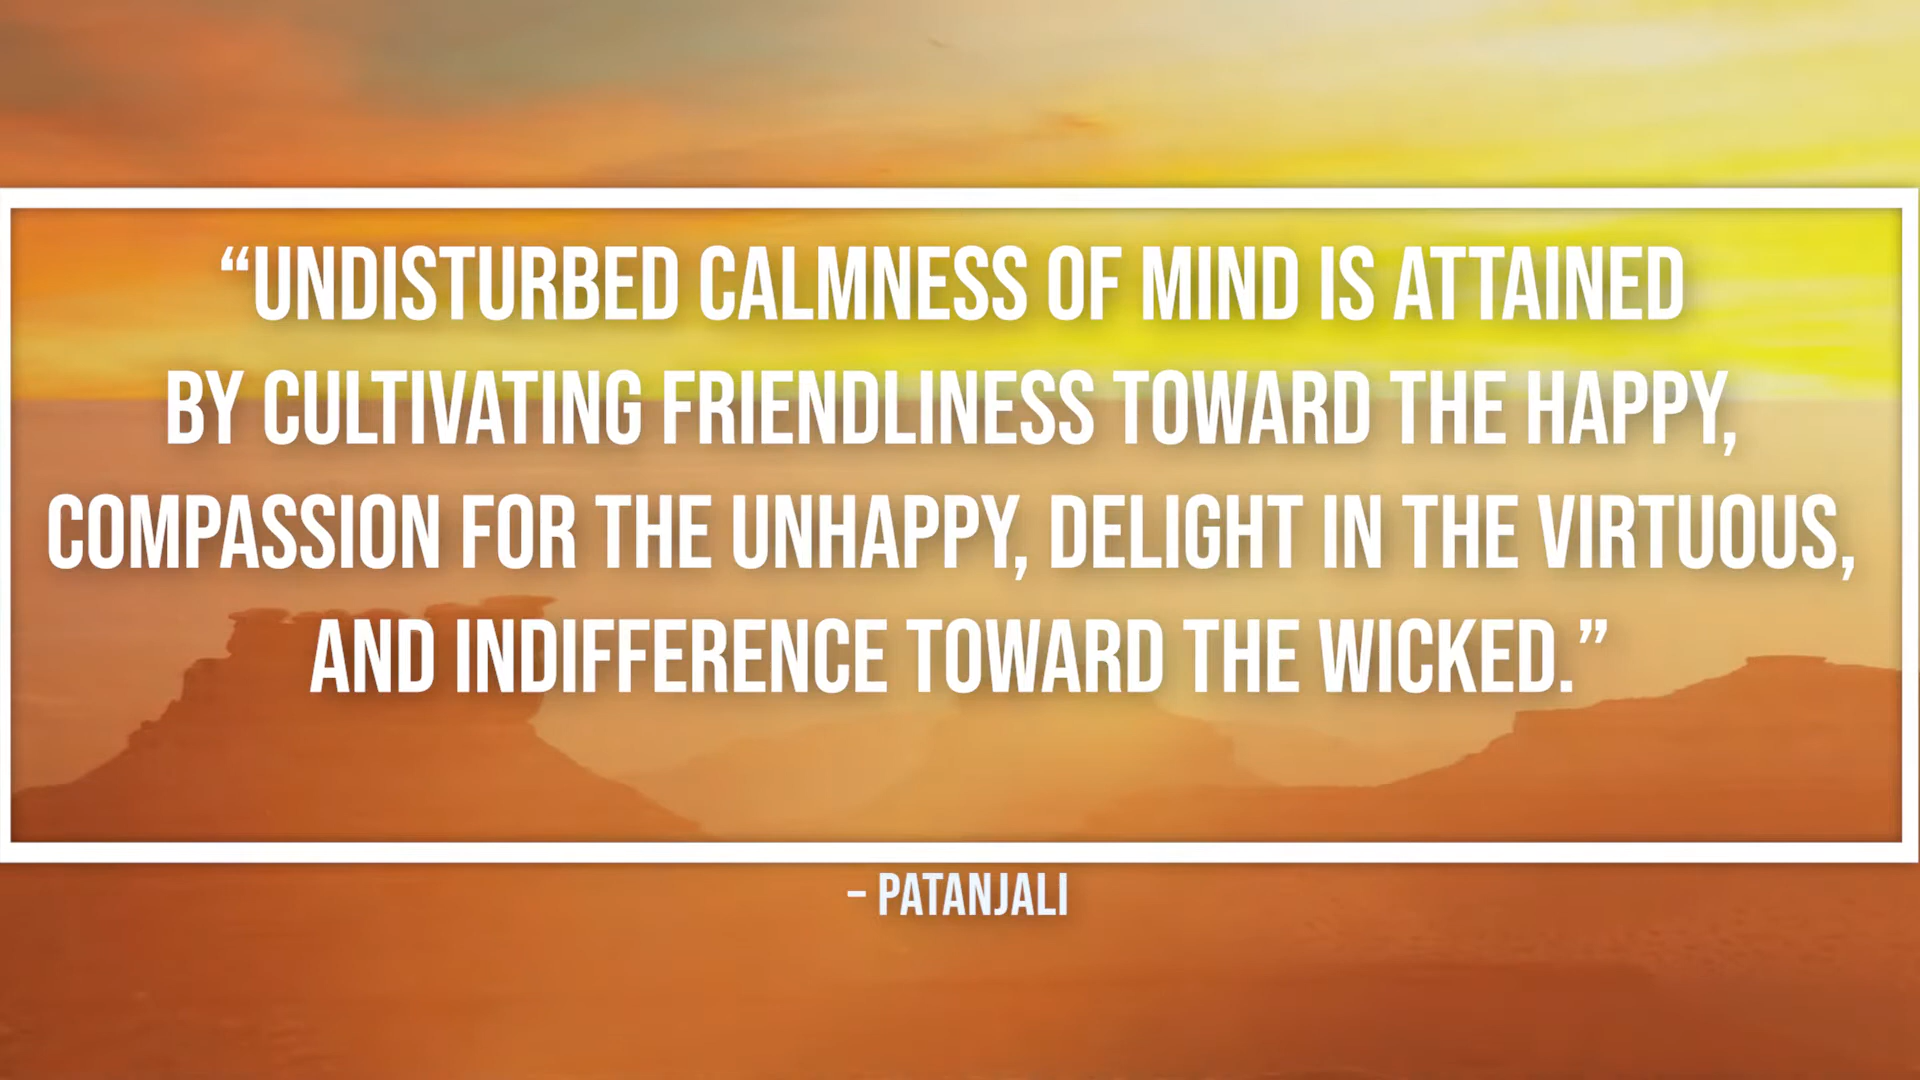 “UNDISTURBED CALMNESS OF MIND IS ATTAINED
BY CULTIVATING FRIENDLINESS TOWARD THE HAPPY,
COMPASSION FOR THE UNHAPPY, DELIGHT IN THE VIRTUOUS,
AND INDIFFERENCE TOWARD THE WICKED.”
– PATANJALI